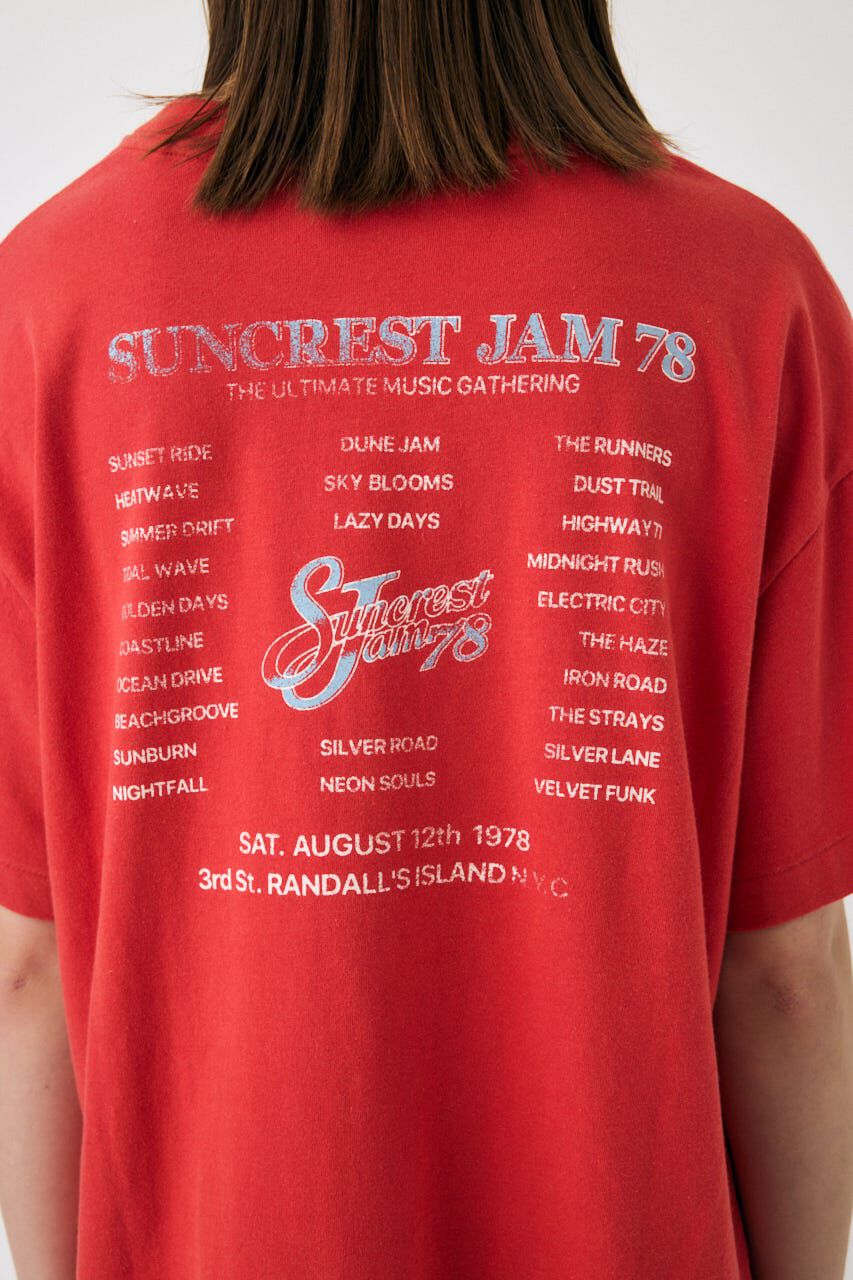 SUNCREST JAM 78
THE ULTIMATE MUSIC GATHERING
SUNSET RIDE
HEATWAVE
SUMMER DRIFT
TIDAL WAVE
GOLDEN DAYS
COASTLINE
OCEAN DRIVE
BEACHGROOVE
SUNBURN
NIGHTFALL
DUNE JAM
SKY BLOOMS
LAZY DAYS
Suncrest
Jam 78
SILVER ROAD
NEON SOULS
THE RUNNERS
DUST TRAIL
HIGHWAY 71
MIDNIGHT RUSH
ELECTRIC CITY
THE HAZE
IRON ROAD
THE STRAYS
SILVER LANE
VELVET FUNK
SAT. AUGUST 12th 1978
3rd St. RANDALL'S ISLAND N.Y.C